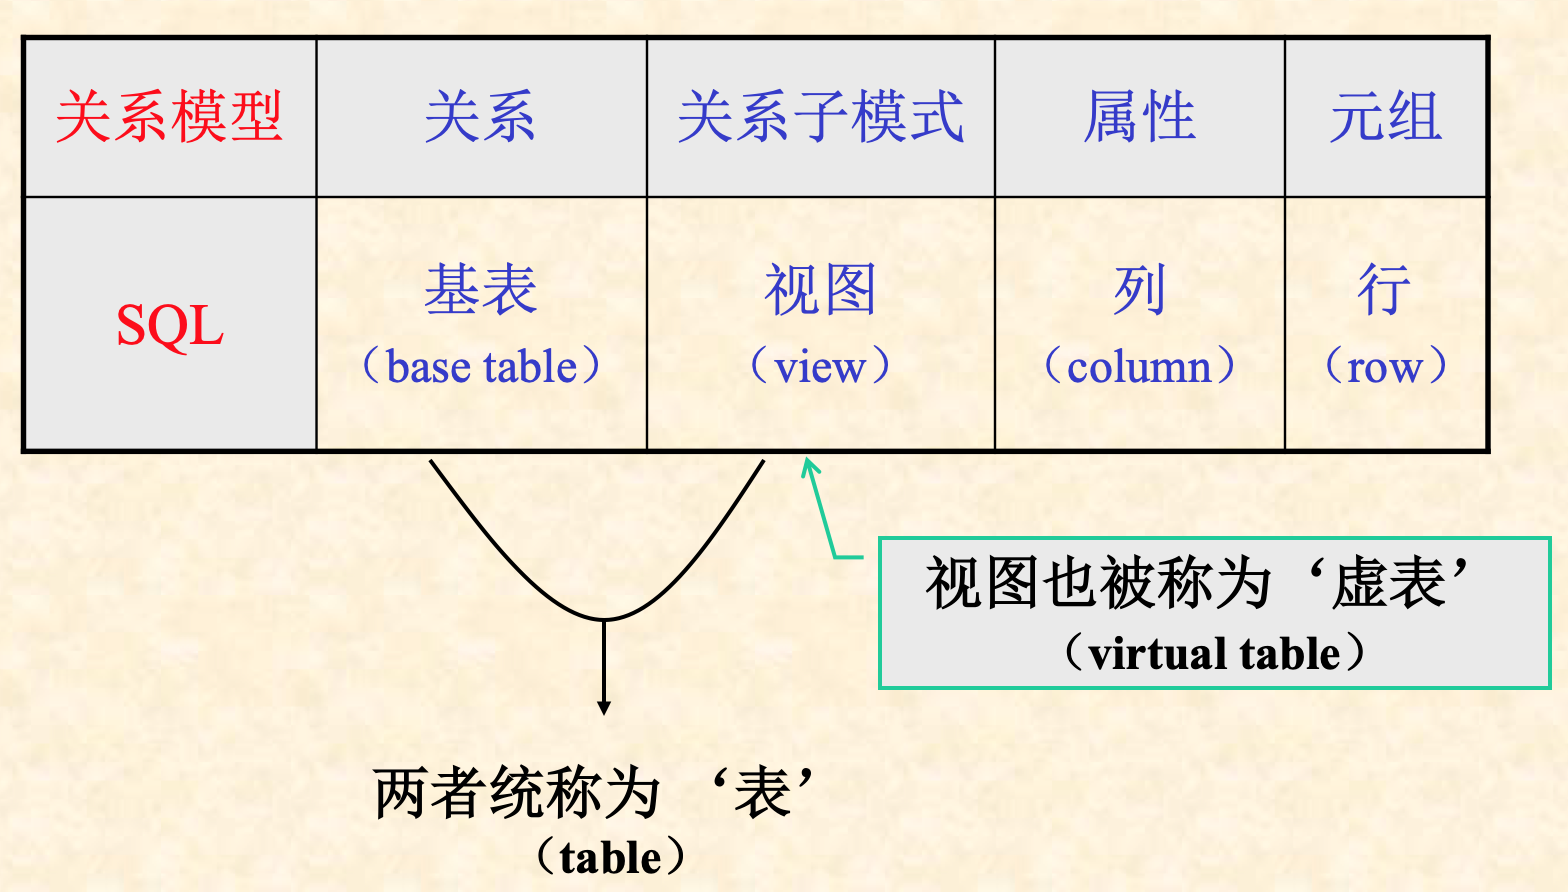 关系模型 关系 关系子模式 属性 元组
SQL 基表 视图 列 行
（base table） （view） （column） （row）
视图也被称为‘虚表’
（virtual table）
两者统称为 ‘表’
（table）